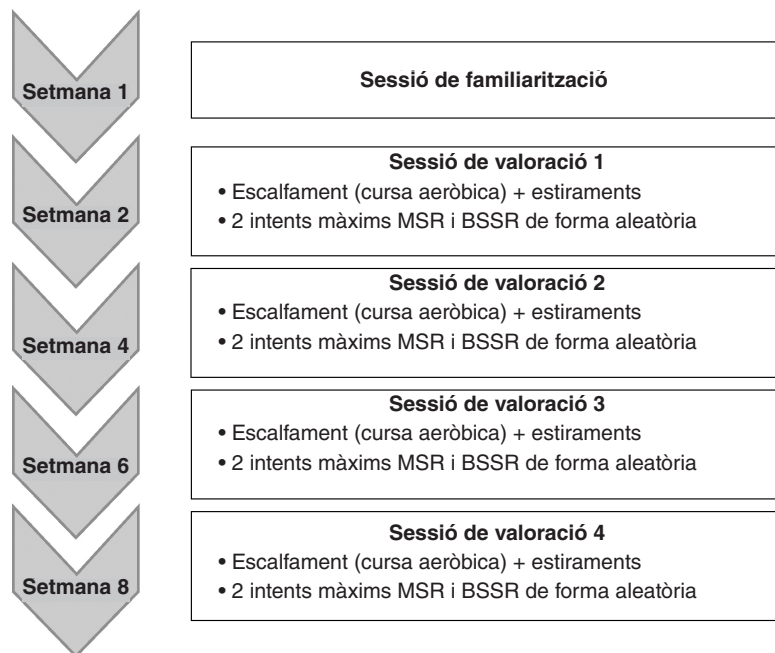 Setmana 1
Sessió de familiarització
Setmana 2
Sessió de valoració 1
• Escalfament (cursa aeròbica) + estiraments
• 2 intents màxims MSR i BSSR de forma aleatòria
Setmana 4
Sessió de valoració 2
• Escalfament (cursa aeròbica) + estiraments
• 2 intents màxims MSR i BSSR de forma aleatòria
Setmana 6
Sessió de valoració 3
• Escalfament (cursa aeròbica) + estiraments
• 2 intents màxims MSR i BSSR de forma aleatòria
Setmana 8
Sessió de valoració 4
• Escalfament (cursa aeròbica) + estiraments
• 2 intents màxims MSR i BSSR de forma aleatòria